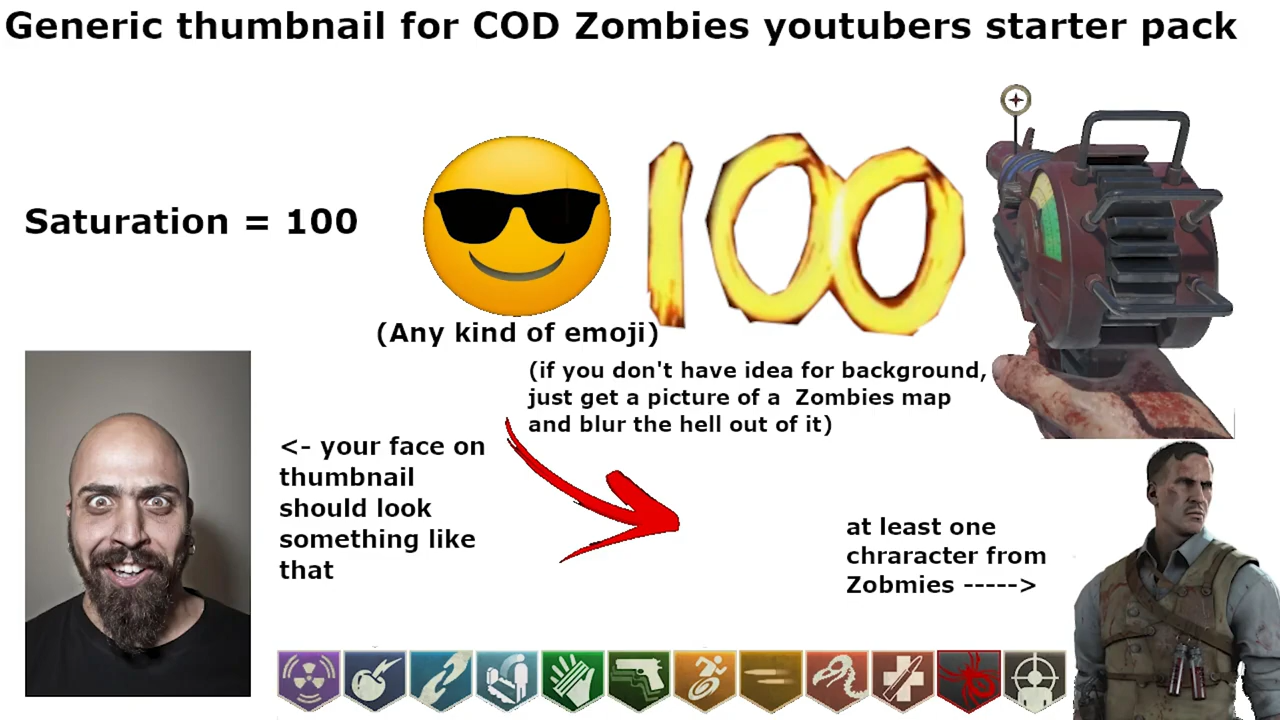 Generic thumbnail for COD Zombies youtubers starter pack
Saturation = 100
100
(Any kind of emoji)
(if you don't have idea for background,
just get a picture of a  Zombies map
and blur the hell out of it)
<- your face on
thumbnail
should look
something like
that
at least one
chraracter from
Zobmies ----->